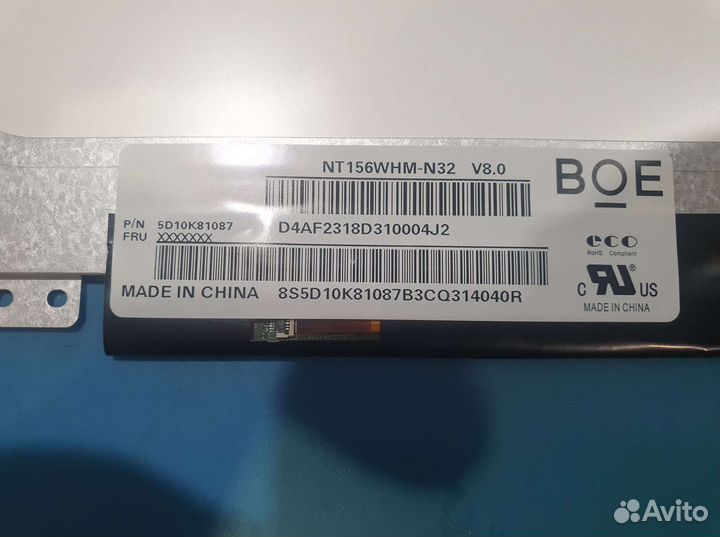 NT156WHM-N32 V8.0
BOE
P/N 5D10K81087
FRU XXXXXXX
D4AF2318D310004J2
eco
RoHS Compliant
MADE IN CHINA 8S5D10K81087B3CQ314040R
c RU US
MADE IN CHINA
Avito